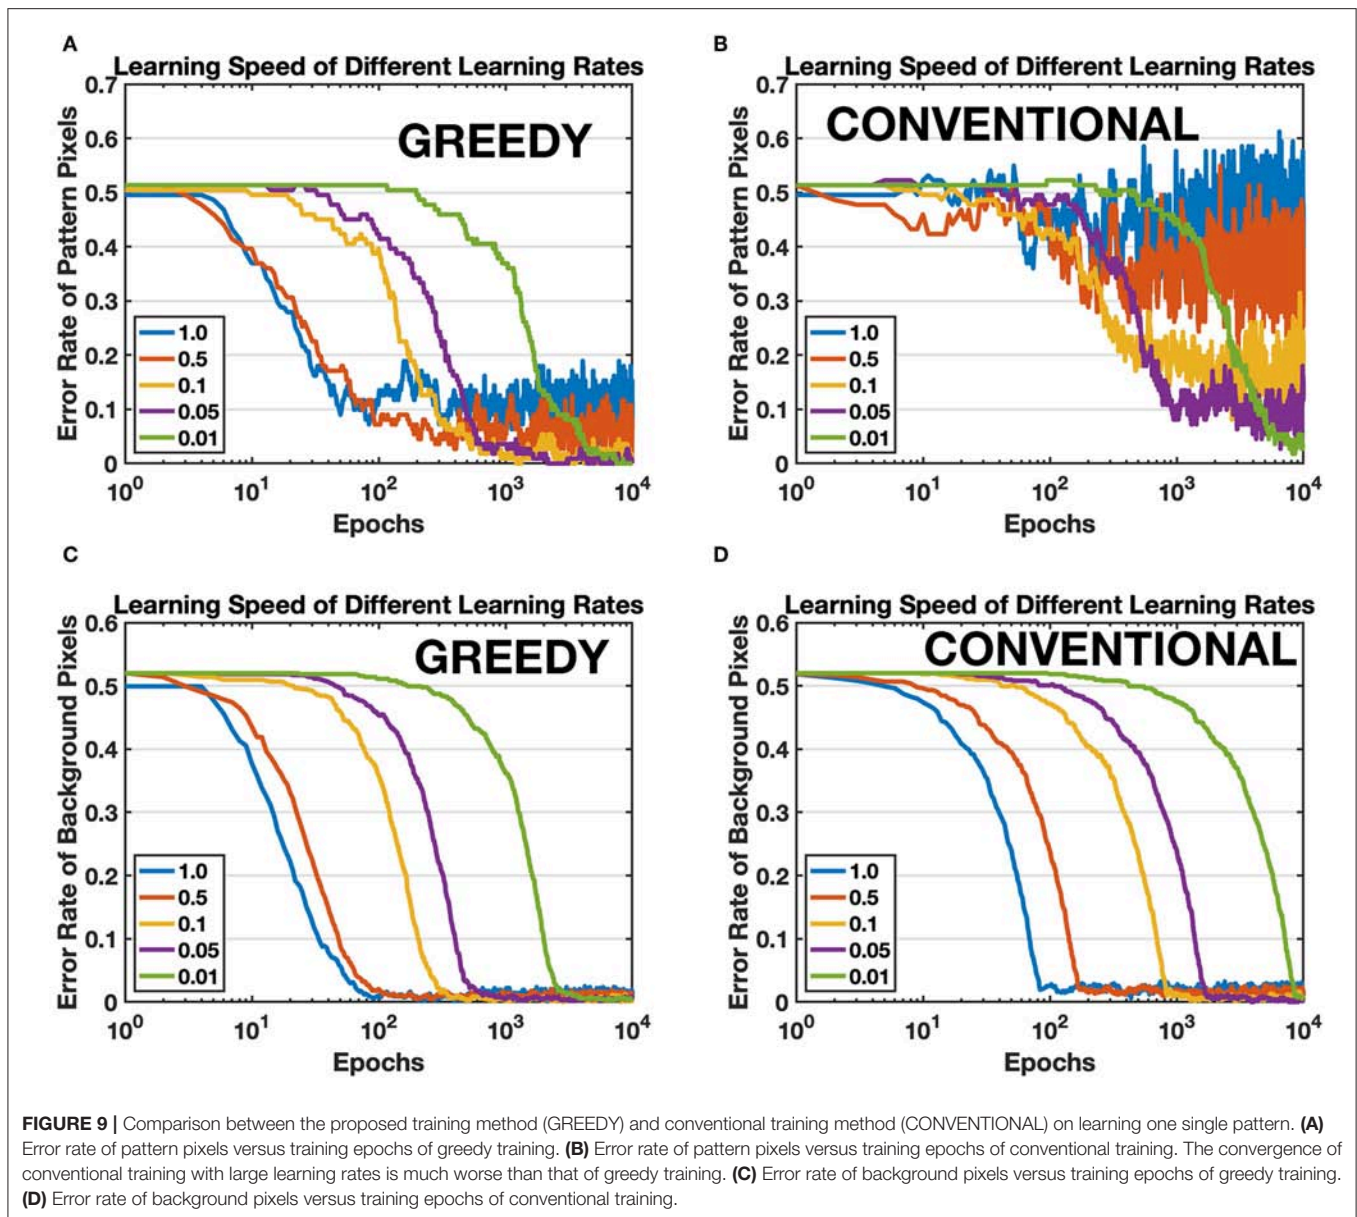 A
Learning Speed of Different Learning Rates
GREEDY
Error Rate of Pattern Pixels
0.7
0.6
0.5
0.4
0.3
0.2
0.1
0
1.0
0.5
0.1
0.05
0.01
10^0 10^1 10^2 10^3 10^4
Epochs
B
Learning Speed of Different Learning Rates
CONVENTIONAL
Error Rate of Pattern Pixels
0.7
0.6
0.5
0.4
0.3
0.2
0.1
0
1.0
0.5
0.1
0.05
0.01
10^0 10^1 10^2 10^3 10^4
Epochs
C
Learning Speed of Different Learning Rates
GREEDY
Error Rate of Background Pixels
0.6
0.5
0.4
0.3
0.2
0.1
0
1.0
0.5
0.1
0.05
0.01
10^0 10^1 10^2 10^3 10^4
Epochs
D
Learning Speed of Different Learning Rates
CONVENTIONAL
Error Rate of Background Pixels
0.6
0.5
0.4
0.3
0.2
0.1
0
1.0
0.5
0.1
0.05
0.01
10^0 10^1 10^2 10^3 10^4
Epochs
FIGURE 9 | Comparison between the proposed training method (GREEDY) and conventional training method (CONVENTIONAL) on learning one single pattern. (A)
Error rate of pattern pixels versus training epochs of greedy training. (B) Error rate of pattern pixels versus training epochs of conventional training. The convergence of
conventional training with large learning rates is much worse than that of greedy training. (C) Error rate of background pixels versus training epochs of greedy training.
(D) Error rate of background pixels versus training epochs of conventional training.